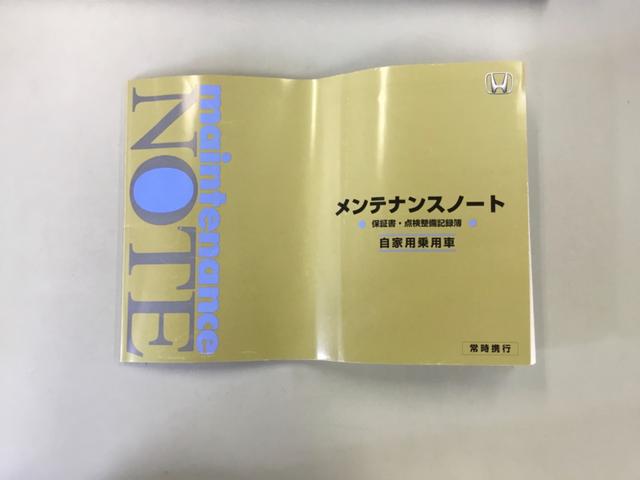 maintenance
NOTE
メンテナンスノート
保証書・点検整備記録簿
自家用乗用車
常時携行